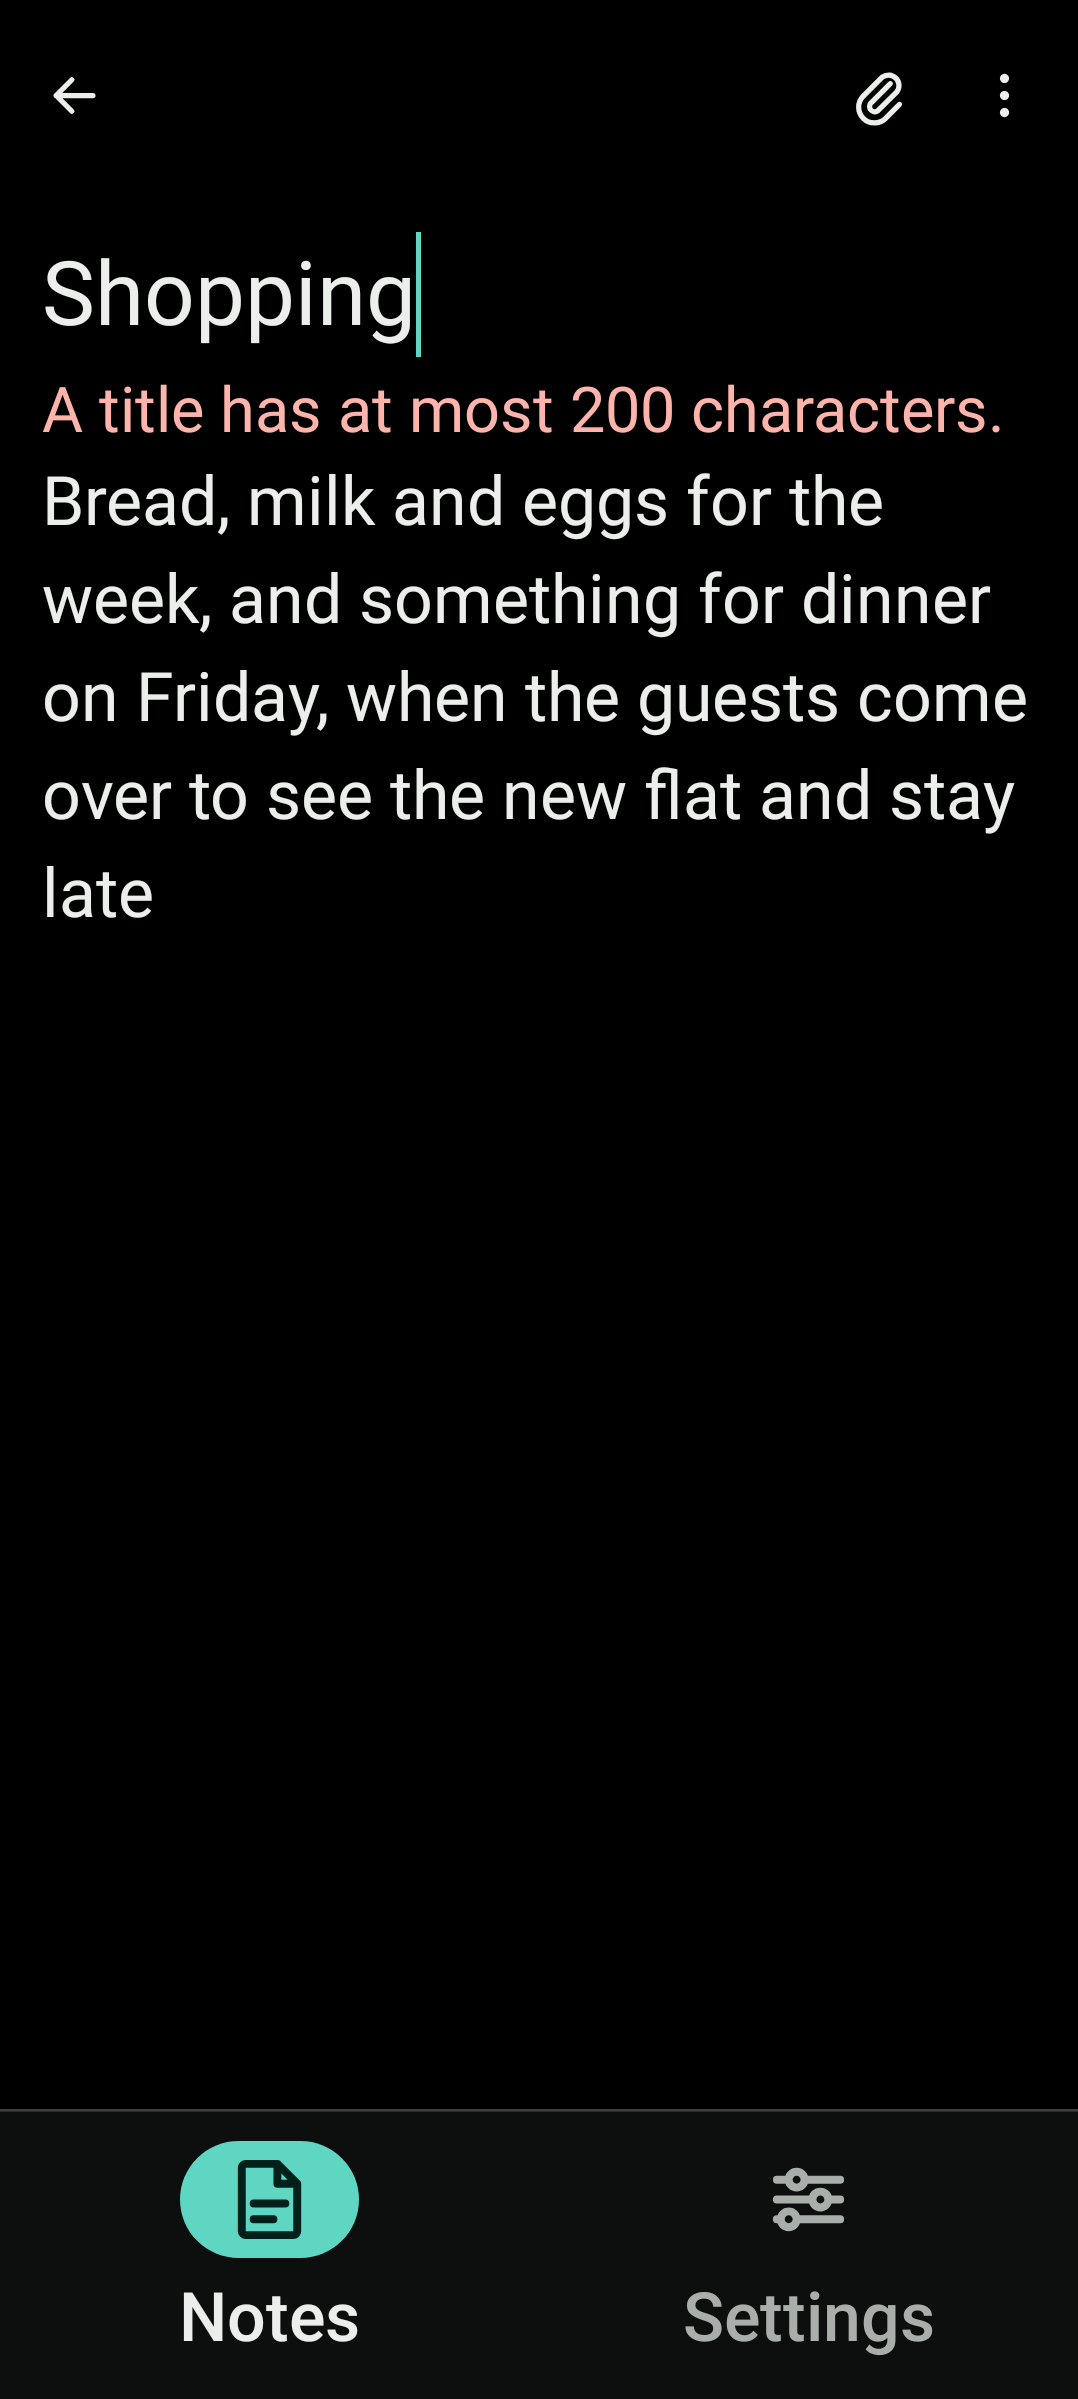 Shopping
A title has at most 200 characters.
Bread, milk and eggs for the
week, and something for dinner
on Friday, when the guests come
over to see the new flat and stay
late
Notes
Settings